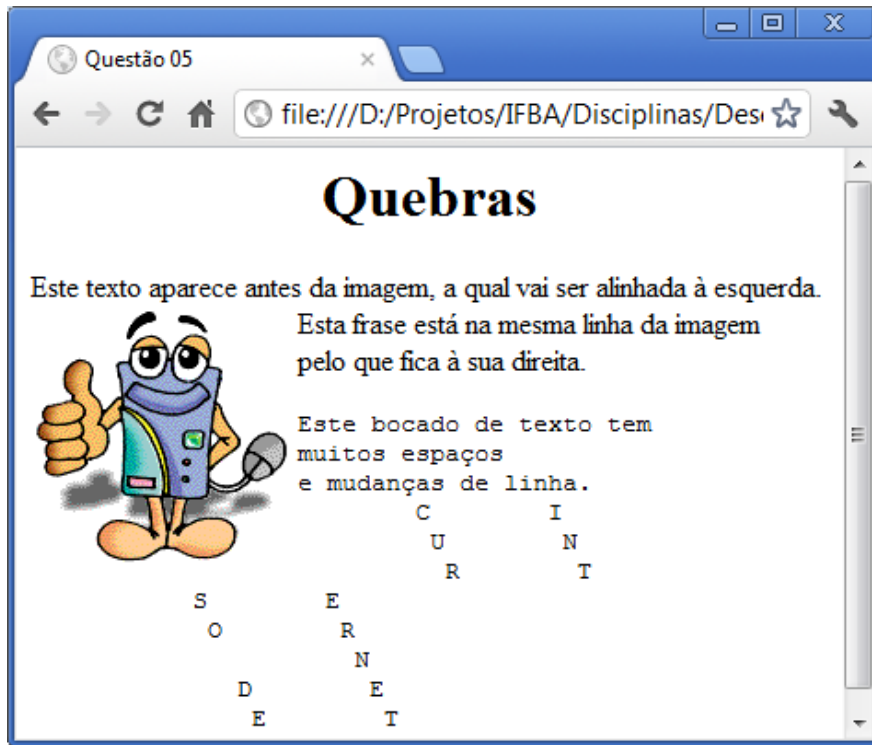 Questão 05
file:///D:/Projetos/IFBA/Disciplinas/Des
Quebras
Este texto aparece antes da imagem, a qual vai ser alinhada à esquerda.
Esta frase está na mesma linha da imagem
pelo que fica à sua direita.
Este bocado de texto tem
muitos espaços
e mudanças de linha.
C I
U N
R T
S E
O R
N
D E
E T